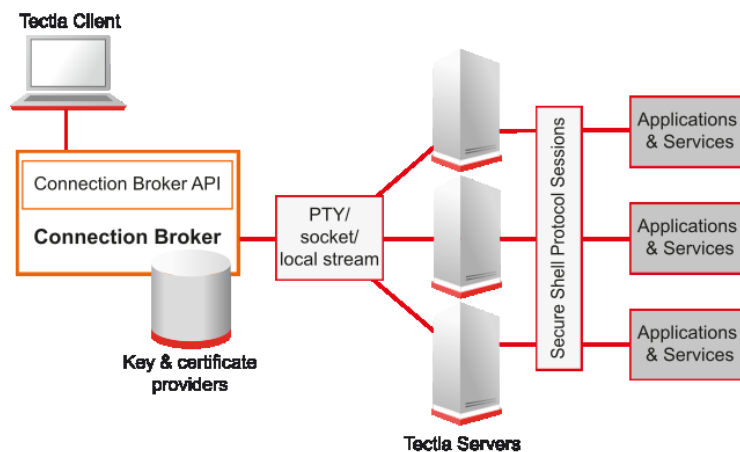 Tectia Client
Connection Broker API
Connection Broker
Key & certificate
providers
PTY/
socket/
local stream
Tectia Servers
Secure Shell Protocol Sessions
Applications
& Services
Applications
& Services
Applications
& Services